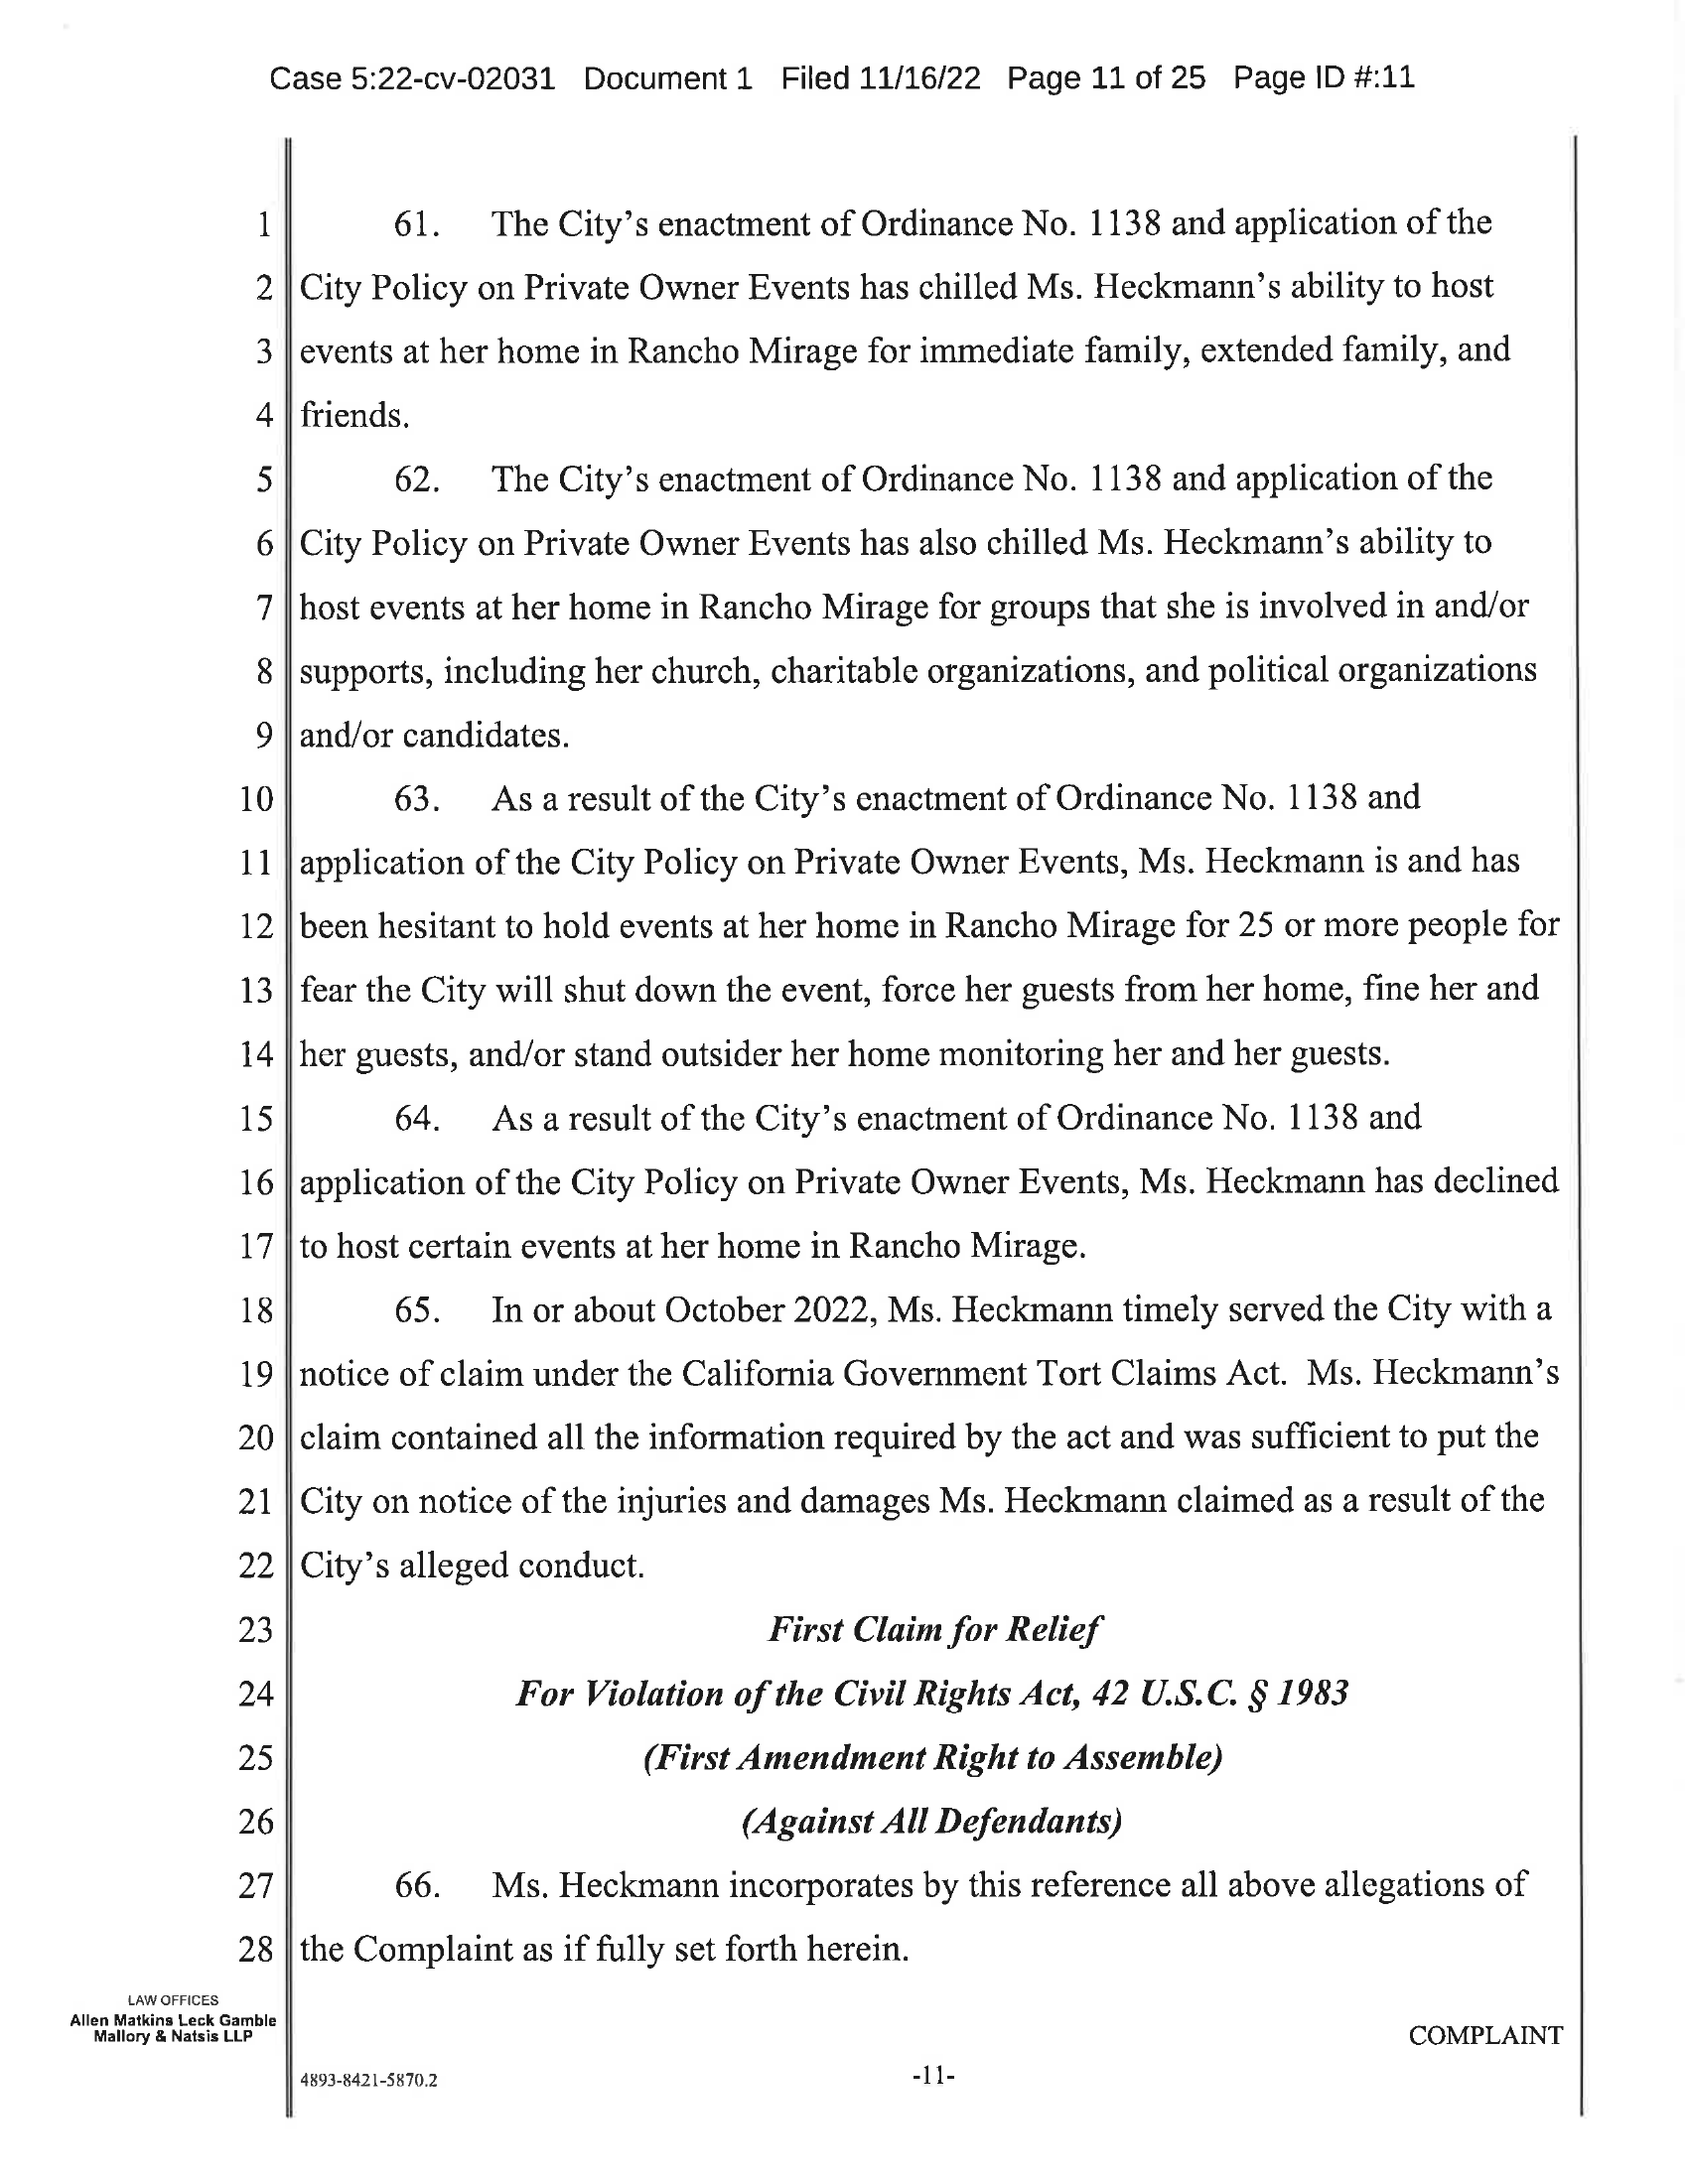 Case 5:22-cv-02031 Document 1 Filed 11/16/22 Page 11 of 25 Page ID #:11
1 61. The City's enactment of Ordinance No. 1138 and application of the
2 City Policy on Private Owner Events has chilled Ms. Heckmann's ability to host
3 events at her home in Rancho Mirage for immediate family, extended family, and
4 friends.
5 62. The City's enactment of Ordinance No. 1138 and application of the
6 City Policy on Private Owner Events has also chilled Ms. Heckmann's ability to
7 host events at her home in Rancho Mirage for groups that she is involved in and/or
8 supports, including her church, charitable organizations, and political organizations
9 and/or candidates.
10 63. As a result of the City's enactment of Ordinance No. 1138 and
11 application of the City Policy on Private Owner Events, Ms. Heckmann is and has
12 been hesitant to hold events at her home in Rancho Mirage for 25 or more people for
13 fear the City will shut down the event, force her guests from her home, fine her and
14 her guests, and/or stand outsider her home monitoring her and her guests.
15 64. As a result of the City's enactment of Ordinance No. 1138 and
16 application of the City Policy on Private Owner Events, Ms. Heckmann has declined
17 to host certain events at her home in Rancho Mirage.
18 65. In or about October 2022, Ms. Heckmann timely served the City with a
19 notice of claim under the California Government Tort Claims Act. Ms. Heckmann's
20 claim contained all the information required by the act and was sufficient to put the
21 City on notice of the injuries and damages Ms. Heckmann claimed as a result of the
22 City's alleged conduct.
23 First Claim for Relief
24 For Violation of the Civil Rights Act, 42 U.S.C. § 1983
25 (First Amendment Right to Assemble)
26 (Against All Defendants)
27 66. Ms. Heckmann incorporates by this reference all above allegations of
28 the Complaint as if fully set forth herein.
LAW OFFICES
Allen Matkins Leck Gamble
Mallory & Natsis LLP
COMPLAINT
4893-8421-5870.2 -11-